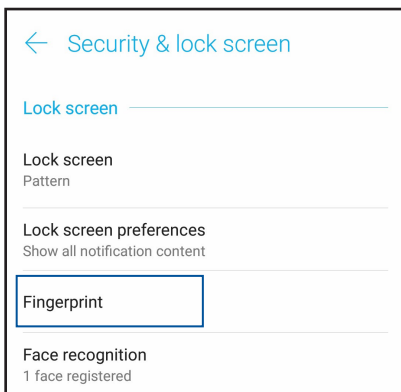 Security & lock screen
Lock screen
Lock screen
Pattern
Lock screen preferences
Show all notification content
Fingerprint
Face recognition
1 face registered